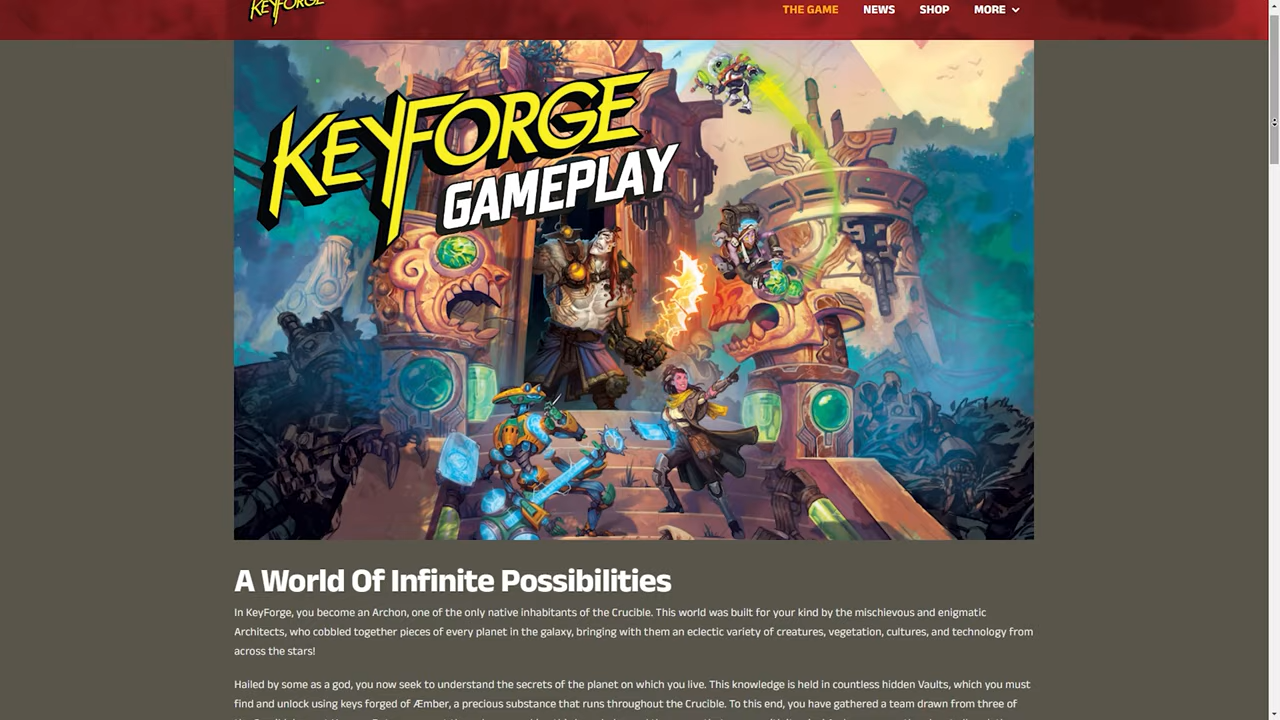 KEYFORGE
THE GAME NEWS SHOP MORE
KEYFORGE
GAMEPLAY
A World Of Infinite Possibilities
In KeyForge, you become an Archon, one of the only native inhabitants of the Crucible. This world was built for your kind by the mischievous and enigmatic
Architects, who cobbled together pieces of every planet in the galaxy, bringing with them an eclectic variety of creatures, vegetation, cultures, and technology from
across the stars!
Hailed by some as a god, you now seek to understand the secrets of the planet on which you live. This knowledge is held in countless hidden Vaults, which you must
find and unlock using keys forged of Æmber, a precious substance that runs throughout the Crucible. To this end, you have gathered a team drawn from three of